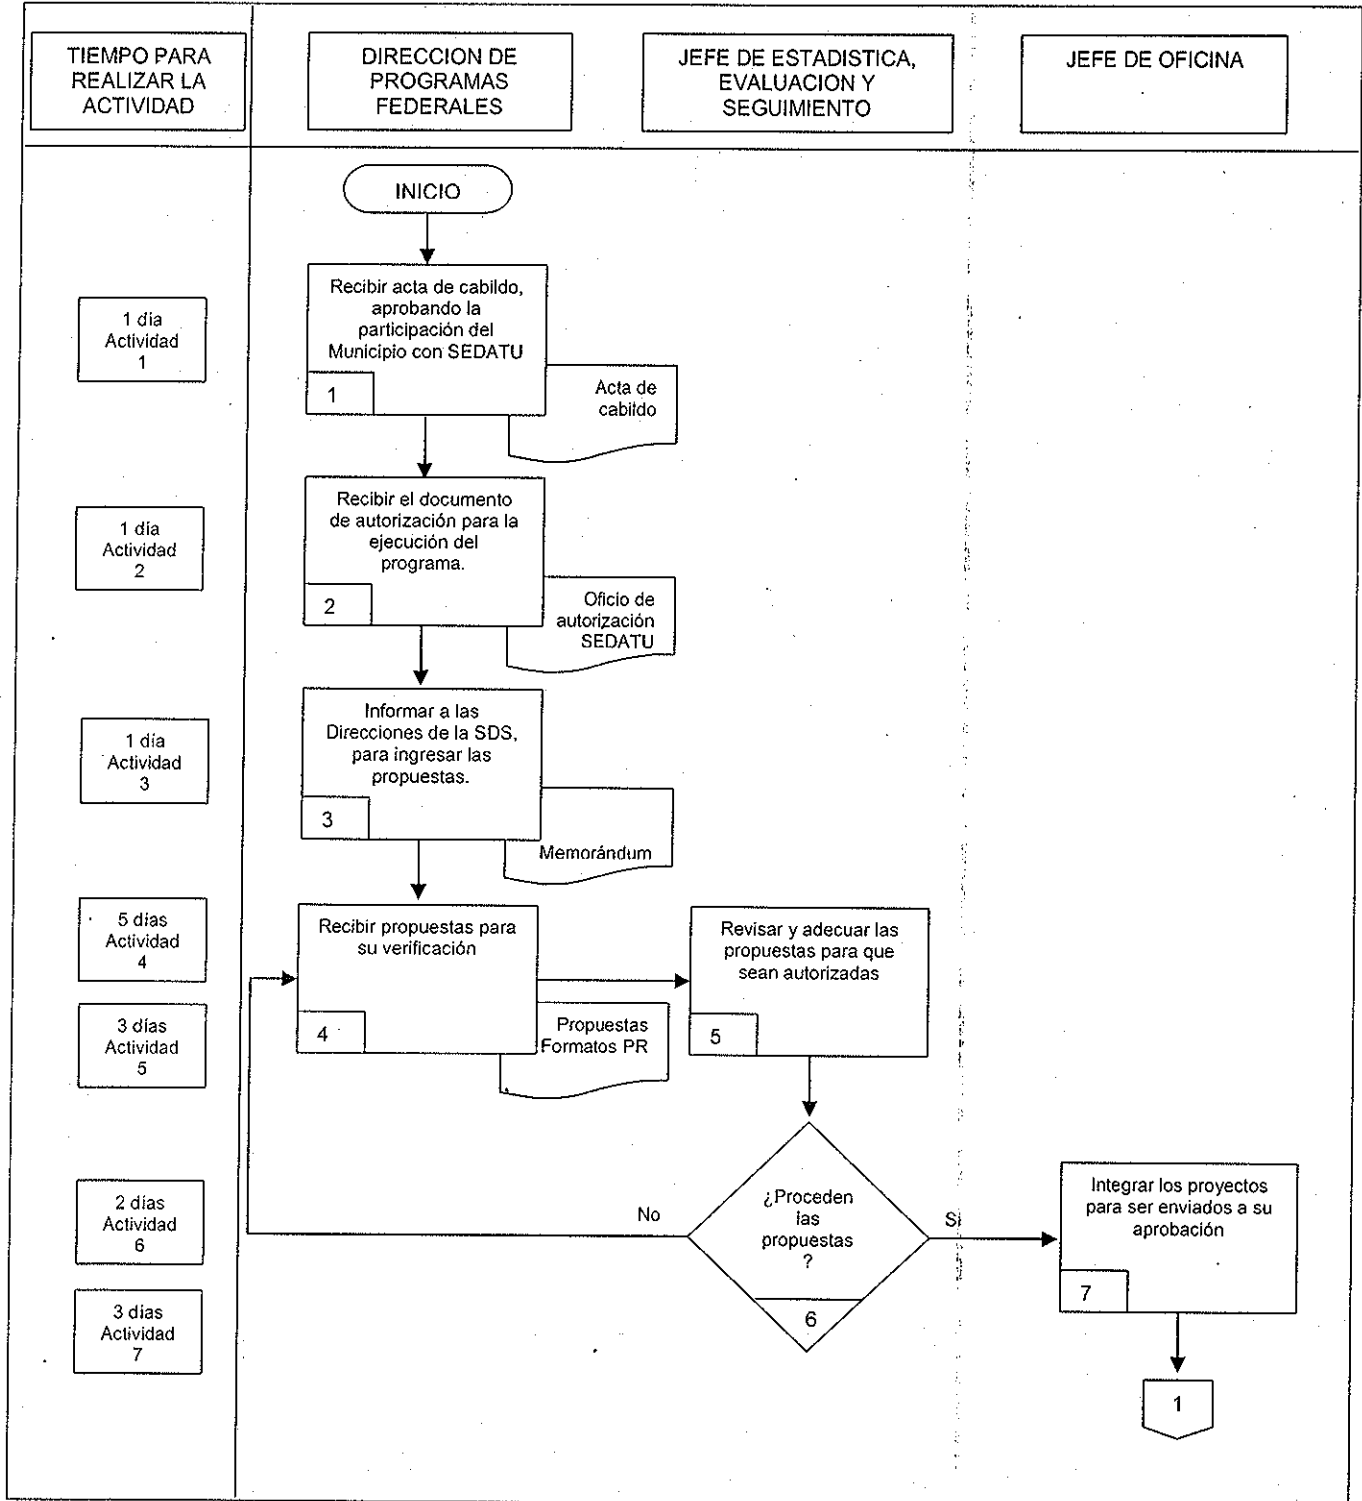 TIEMPO PARA
REALIZAR LA
ACTIVIDAD
DIRECCION DE
PROGRAMAS
FEDERALES
JEFE DE ESTADISTICA,
EVALUACION Y
SEGUIMIENTO
JEFE DE OFICINA
INICIO
1 día
Actividad
1
Recibir acta de cabildo,
aprobando la
participación del
Municipio con SEDATU
1
Acta de
cabildo
1 día
Actividad
2
Recibir el documento
de autorización para la
ejecución del
programa.
2
Oficio de
autorización
SEDATU
1 día
Actividad
3
Informar a las
Direcciones de la SDS,
para ingresar las
propuestas.
3
Memorándum
5 días
Actividad
4
Recibir propuestas para
su verificación
4
Propuestas
Formatos PR
Revisar y adecuar las
propuestas para que
sean autorizadas
5
3 días
Actividad
5
2 días
Actividad
6
No
¿Proceden
las
propuestas
?
6
Si
Integrar los proyectos
para ser enviados a su
aprobación
7
3 días
Actividad
7
1